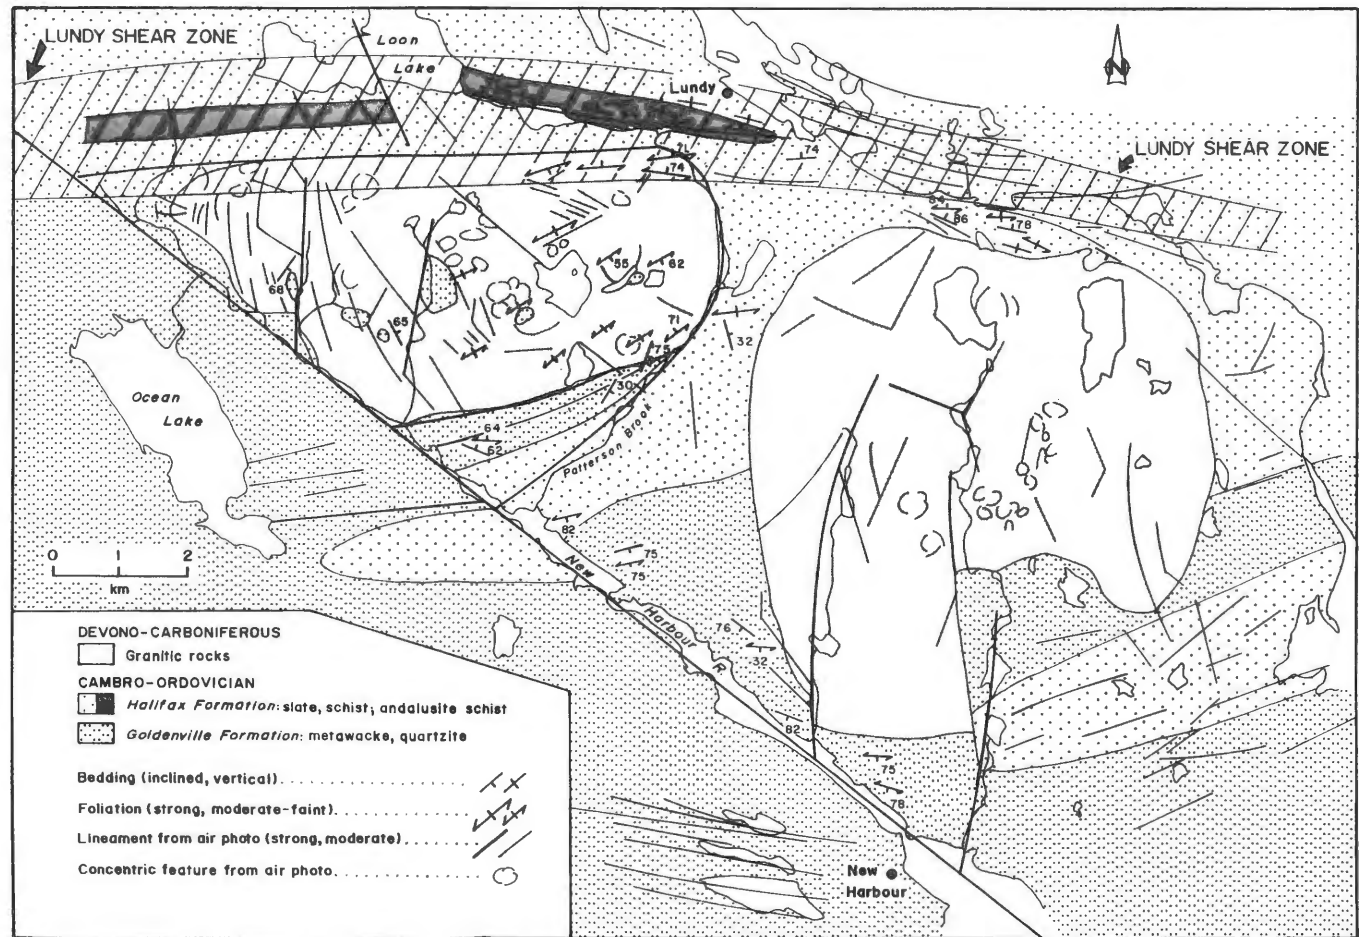 LUNDY SHEAR ZONE
Loon
Lake
Lundy
74
LUNDY SHEAR ZONE
71
74
86
78
55
62
68
65
71
75
32
30
Ocean
Lake
64
62
Patterson Brook
82
75
75
New
Harbour
R
76
32
82
75
78
New
Harbour
0 1 2
km
DEVONO-CARBONIFEROUS
Granitic rocks
CAMBRO-ORDOVICIAN
Halifax Formation: slate, schist; andalusite schist
Goldenville Formation: metawacke, quartzite
Bedding (inclined, vertical)
Foliation (strong, moderate-faint)
Lineament from air photo (strong, moderate)
Concentric feature from air photo